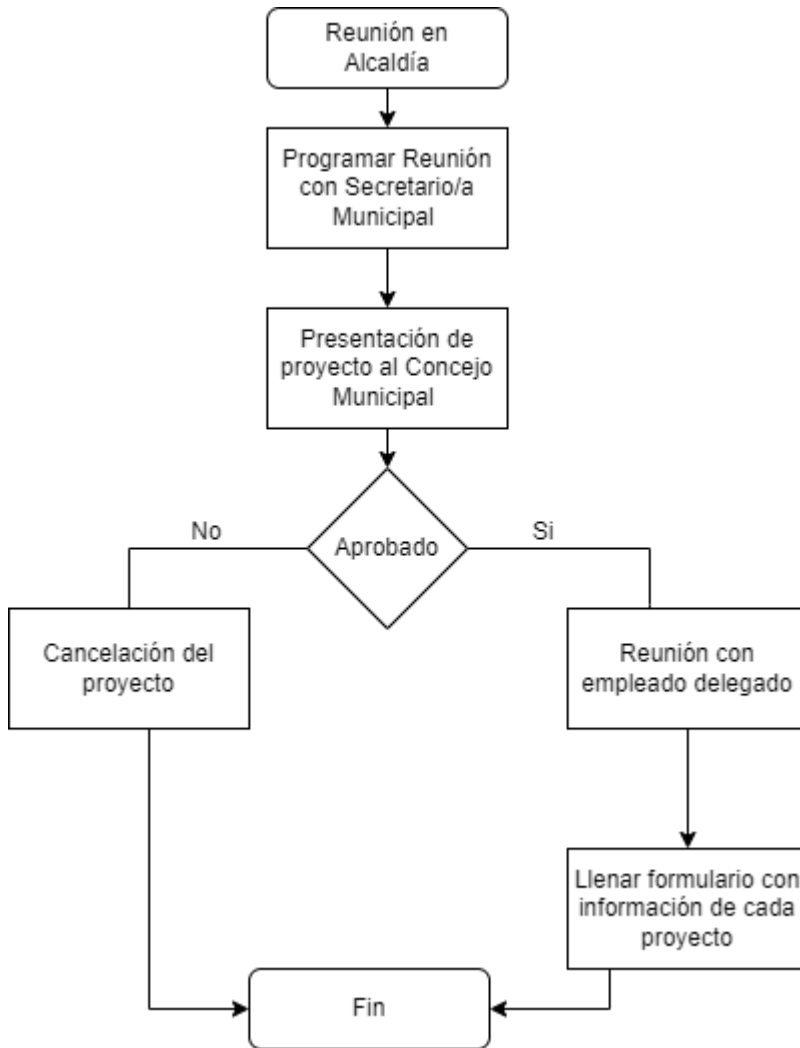 Reunión en
Alcaldía
Programar Reunión
con Secretario/a
Municipal
Presentación de
proyecto al Concejo
Municipal
No
Aprobado
Si
Cancelación del
proyecto
Reunión con
empleado delegado
Llenar formulario con
información de cada
proyecto
Fin